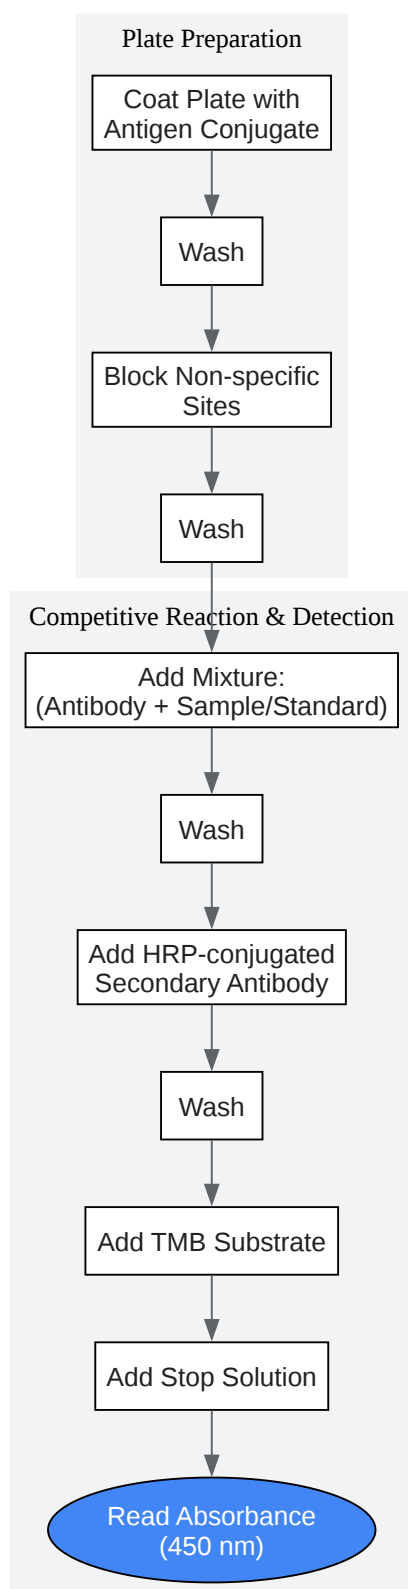 Plate Preparation
Coat Plate with
Antigen Conjugate
Wash
Block Non-specific
Sites
Wash
Competitive Reaction & Detection
Add Mixture:
(Antibody + Sample/Standard)
Wash
Add HRP-conjugated
Secondary Antibody
Wash
Add TMB Substrate
Add Stop Solution
Read Absorbance
(450 nm)